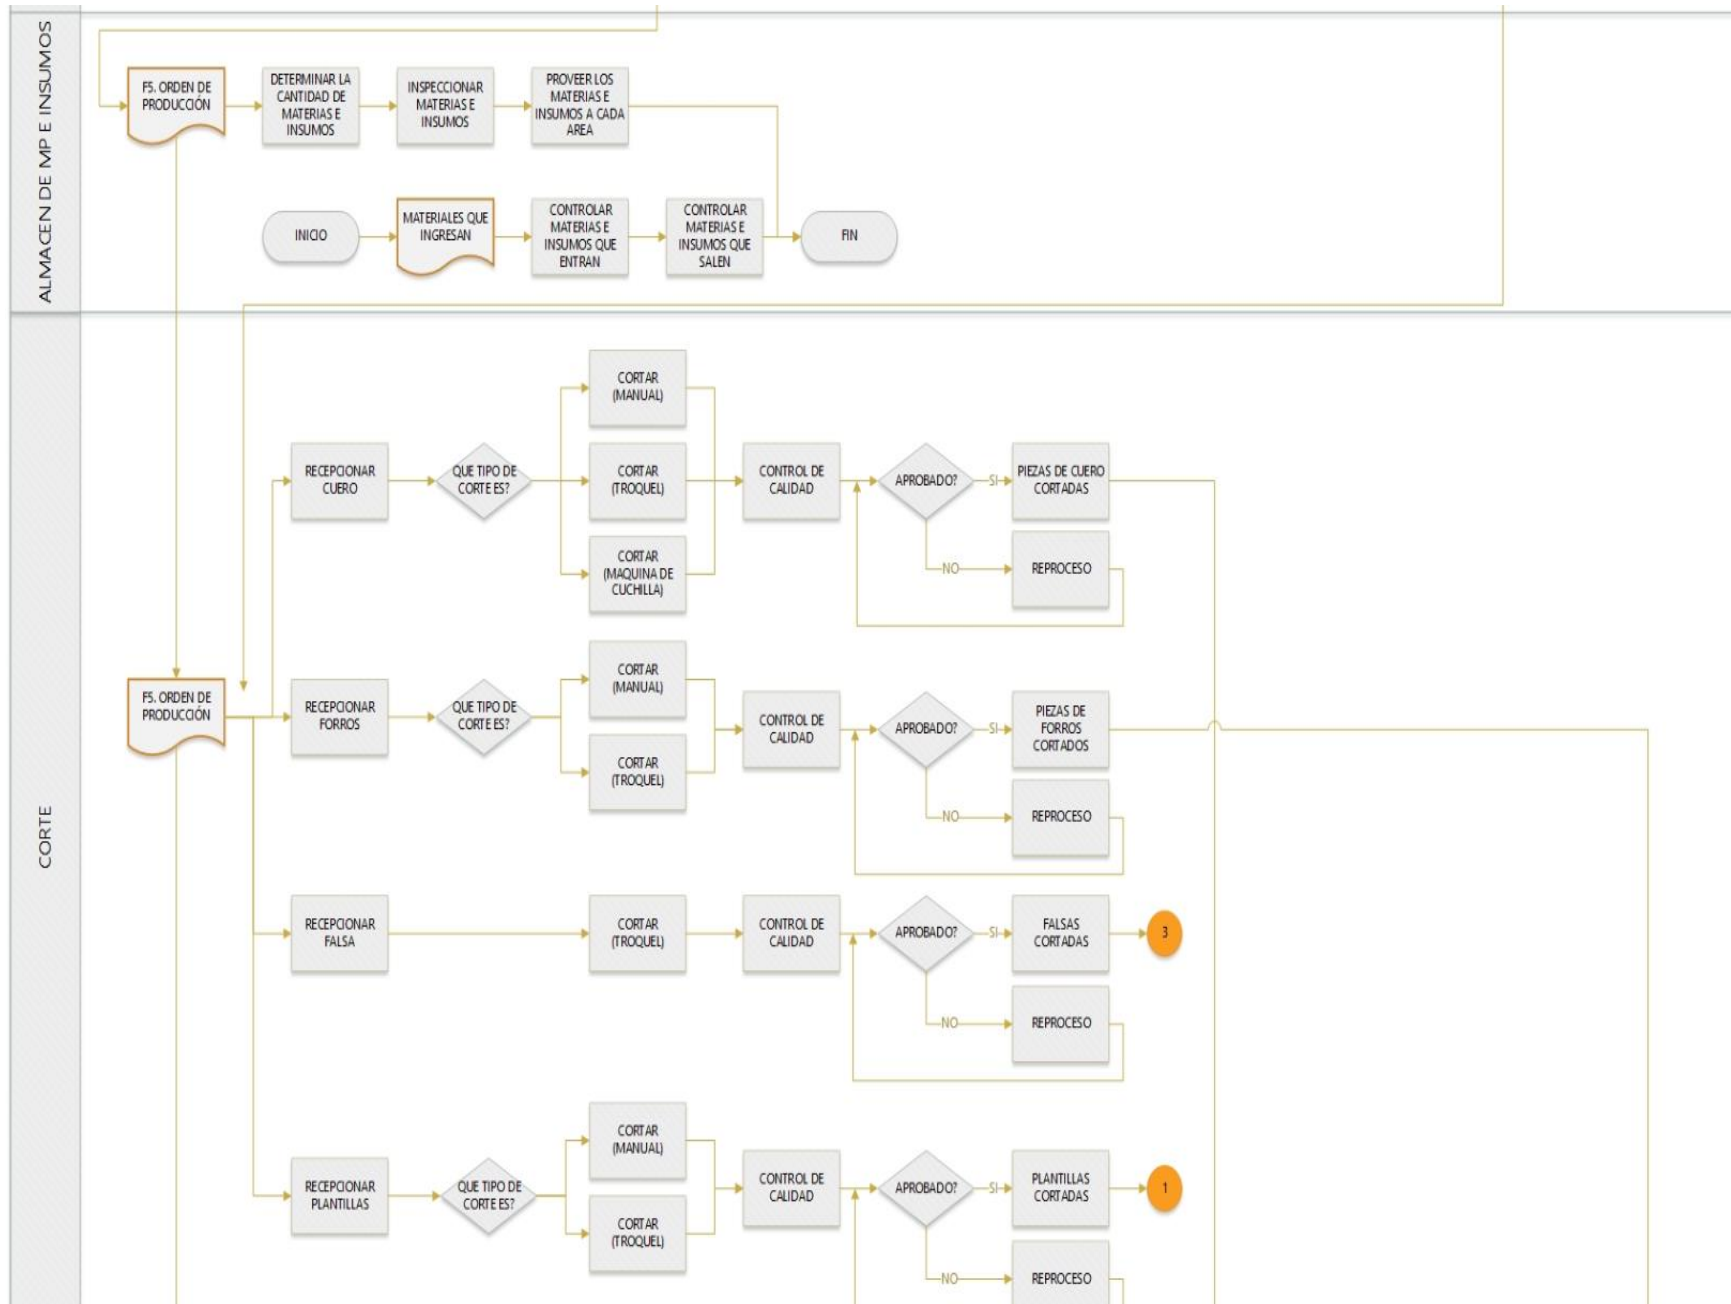 ALMACEN DE MP E INSUMOS
F5. ORDEN DE
PRODUCCIÓN
DETERMINAR LA
CANTIDAD DE
MATERIAS E
INSUMOS
INSPECCIONAR
MATERIAS E
INSUMOS
PROVEER LOS
MATERIAS E
INSUMOS A CADA
AREA
INICIO
MATERIALES QUE
INGRESAN
CONTROLAR
MATERIAS E
INSUMOS QUE
ENTRAN
CONTROLAR
MATERIAS E
INSUMOS QUE
SALEN
FIN
CORTE
F5. ORDEN DE
PRODUCCIÓN
RECEPCIONAR
CUERO
QUE TIPO DE
CORTE ES?
CORTAR
(MANUAL)
CORTAR
(TROQUEL)
CORTAR
(MAQUINA DE
CUCHILLA)
CONTROL DE
CALIDAD
APROBADO?
SI
PIEZAS DE CUERO
CORTADAS
NO
REPROCESO
RECEPCIONAR
FORROS
QUE TIPO DE
CORTE ES?
CORTAR
(MANUAL)
CORTAR
(TROQUEL)
CONTROL DE
CALIDAD
APROBADO?
SI
PIEZAS DE
FORROS
CORTADOS
NO
REPROCESO
RECEPCIONAR
FALSA
CORTAR
(TROQUEL)
CONTROL DE
CALIDAD
APROBADO?
SI
FALSAS
CORTADAS
3
NO
REPROCESO
RECEPCIONAR
PLANTILLAS
QUE TIPO DE
CORTE ES?
CORTAR
(MANUAL)
CORTAR
(TROQUEL)
CONTROL DE
CALIDAD
APROBADO?
SI
PLANTILLAS
CORTADAS
1
NO
REPROCESO